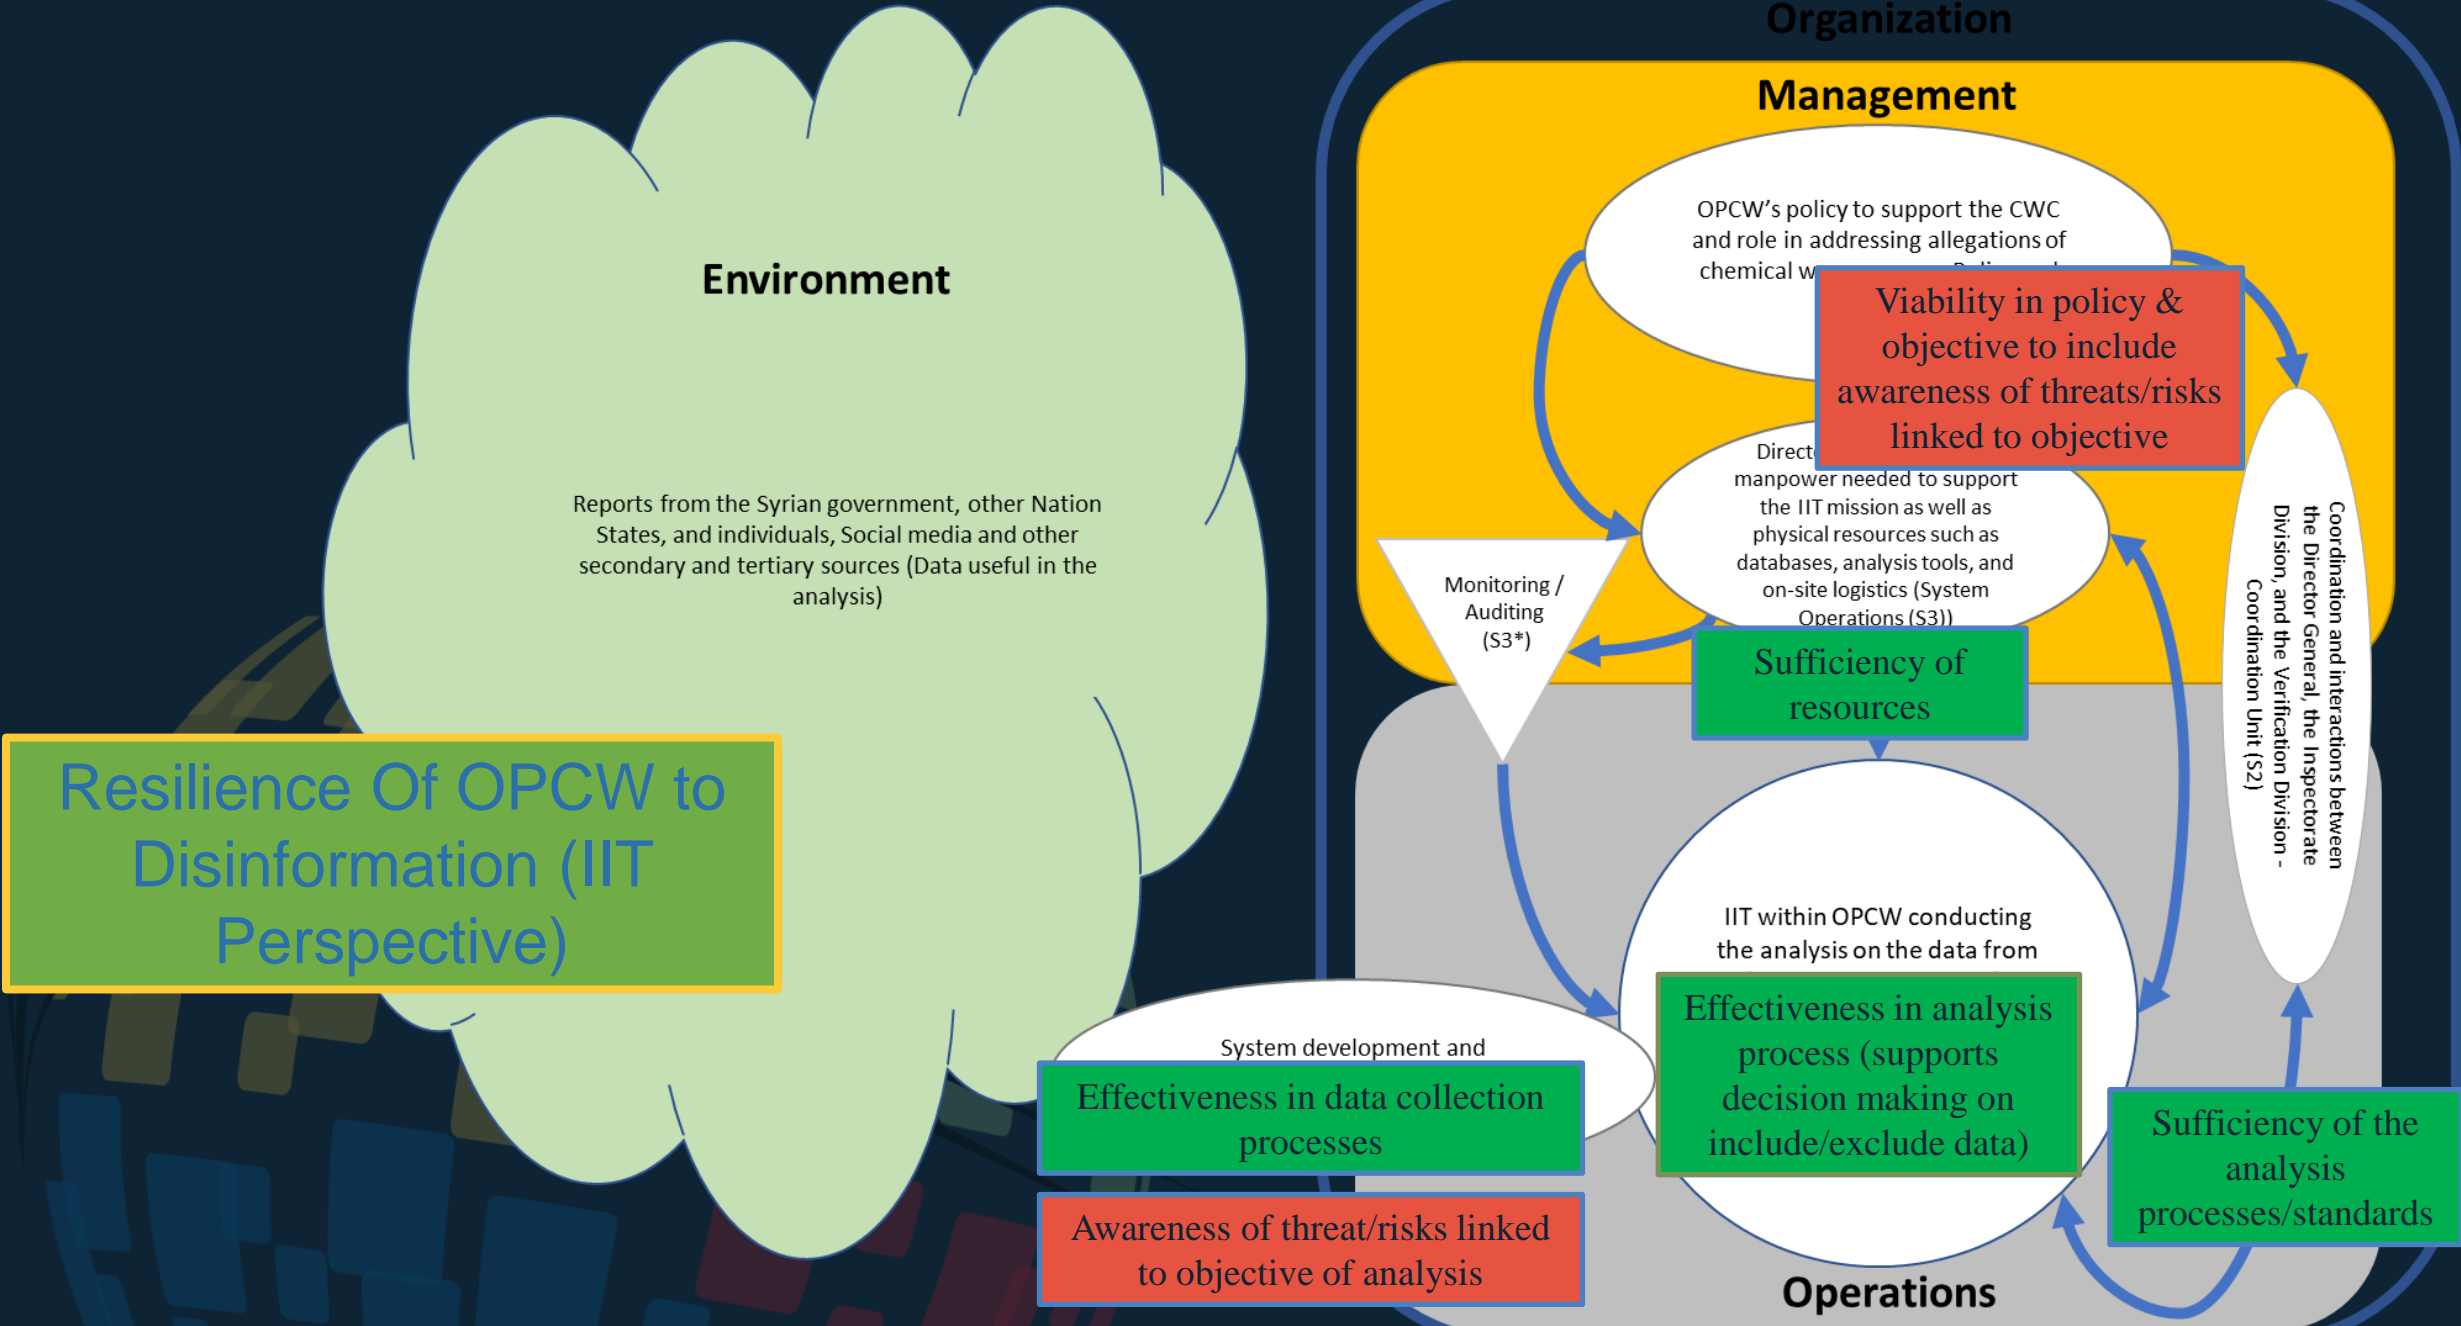 Organization
Management
OPCW's policy to support the CWC
and role in addressing allegations of
chemical
Viability in policy &
objective to include
awareness of threats/risks
linked to objective
manpower needed to support
the IIT mission as well as
physical resources such as
databases, analysis tools, and
on-site logistics (System
Operations (S3))
Sufficiency of
resources
Monitoring /
Auditing
(S3*)
Coordination and interactions between
the Director General, the Inspectorate
Division, and the Verification Division -
Coordination Unit (S2)
Environment
Reports from the Syrian government, other Nation
States, and individuals, Social media and other
secondary and tertiary sources (Data useful in the
analysis)
Resilience Of OPCW to
Disinformation (IIT
Perspective)
IIT within OPCW conducting
the analysis on the data from
Effectiveness in analysis
process (supports
decision making on
include/exclude data)
System development and
Effectiveness in data collection
processes
Awareness of threat/risks linked
to objective of analysis
Sufficiency of the
analysis
processes/standards
Operations